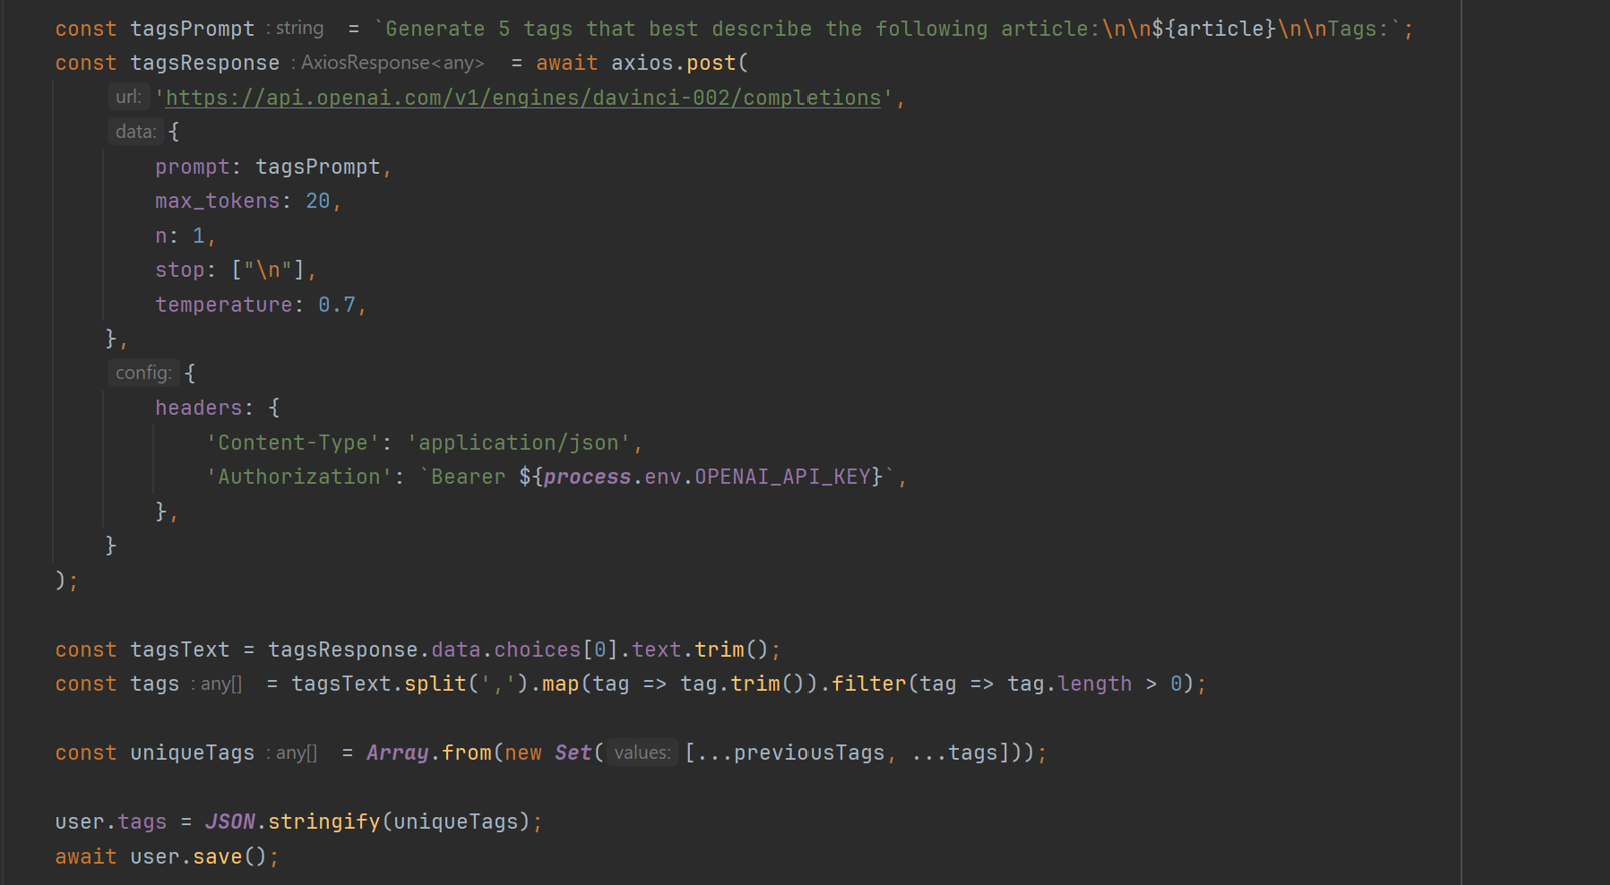 const tagsPrompt : string = `Generate 5 tags that best describe the following article:\n\n${article}\n\nTags:`;
const tagsResponse : AxiosResponse<any> = await axios.post(
url: 'https://api.openai.com/v1/engines/davinci-002/completions',
data: {
prompt: tagsPrompt,
max_tokens: 20,
n: 1,
stop: ["\n"],
temperature: 0.7,
},
config: {
headers: {
'Content-Type': 'application/json',
'Authorization': `Bearer ${process.env.OPENAI_API_KEY}`,
},
}
);
const tagsText = tagsResponse.data.choices[0].text.trim();
const tags : any[] = tagsText.split(',').map(tag => tag.trim()).filter(tag => tag.length > 0);
const uniqueTags : any[] = Array.from(new Set( values: [...previousTags, ...tags]));
user.tags = JSON.stringify(uniqueTags);
await user.save();